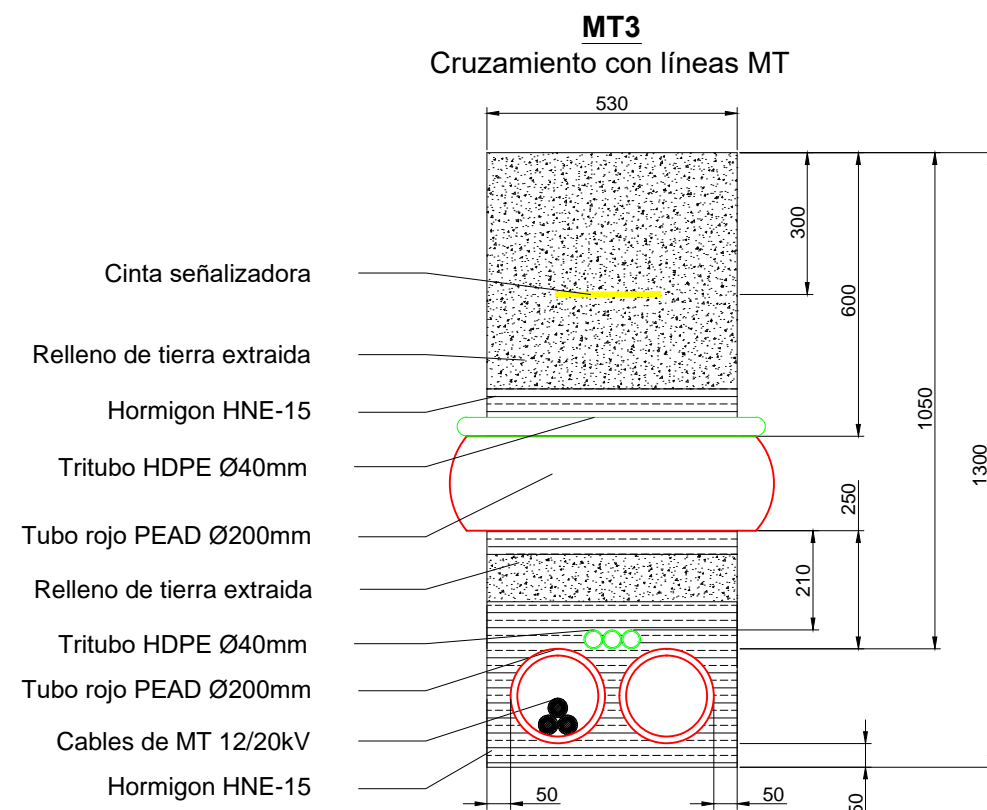 MT3
Cruzamiento con líneas MT
530
Cinta señalizadora
300
600
Relleno de tierra extraida
Hormigon HNE-15
1050
Tritubo HDPE Ø40mm
1300
Tubo rojo PEAD Ø200mm
250
Relleno de tierra extraida
210
Tritubo HDPE Ø40mm
Tubo rojo PEAD Ø200mm
Cables de MT 12/20kV
Hormigon HNE-15
50
50
50